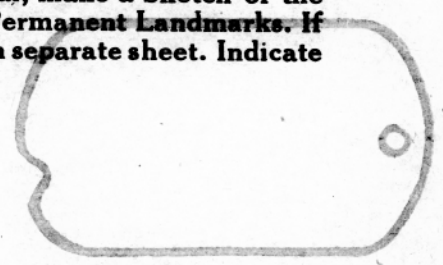 make a Sketch of the
Permanent Landmarks. If
separate sheet. Indicate